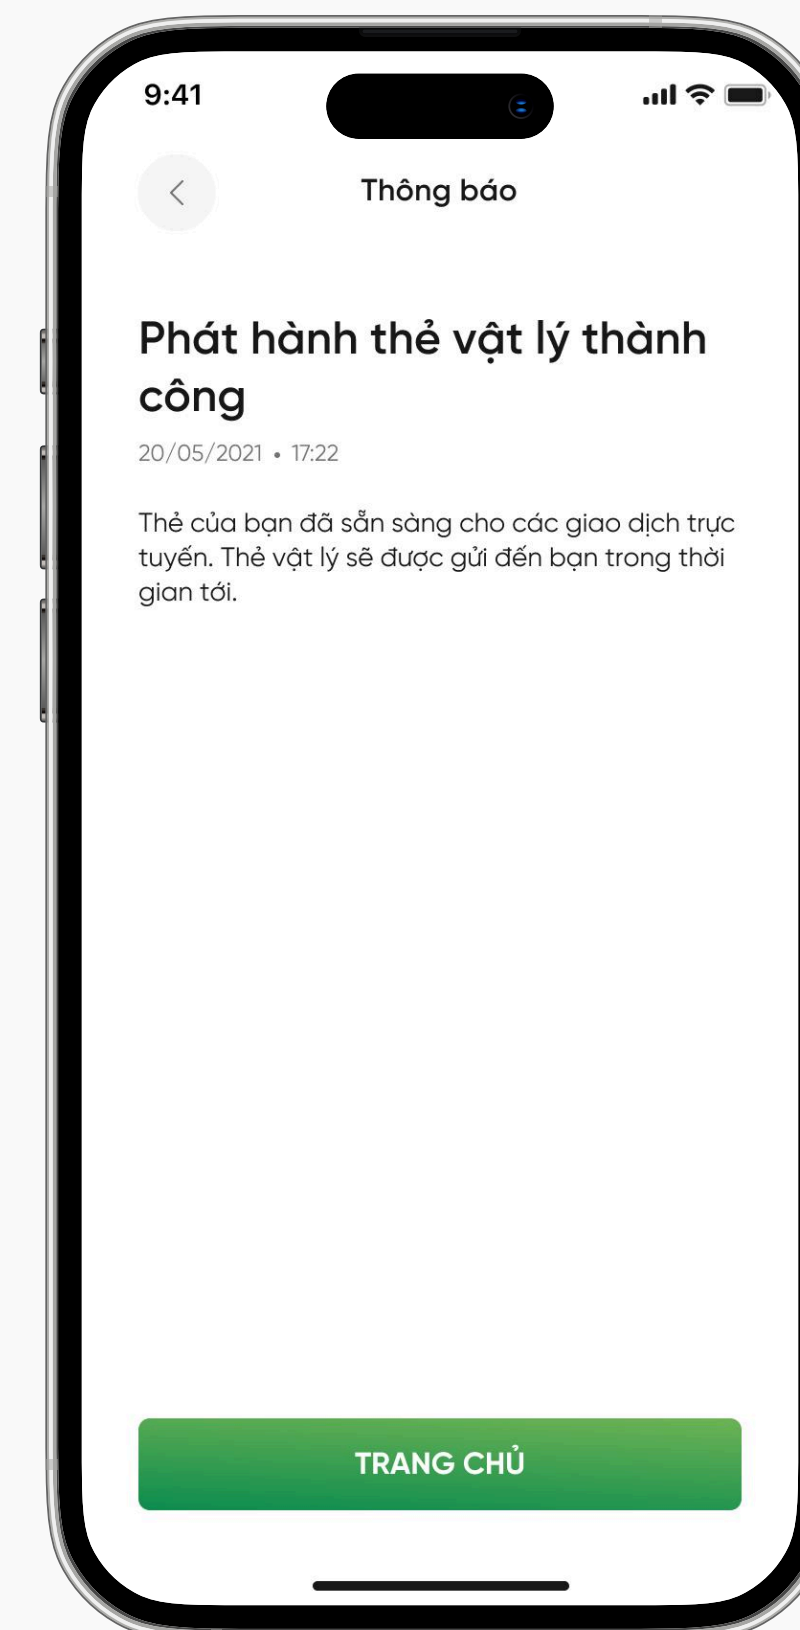 9:41
Thông báo
Phát hành thẻ vật lý thành
công
20/05/2021 • 17:22
Thẻ của bạn đã sẵn sàng cho các giao dịch trực
tuyến. Thẻ vật lý sẽ được gửi đến bạn trong thời
gian tới.
TRANG CHỦ